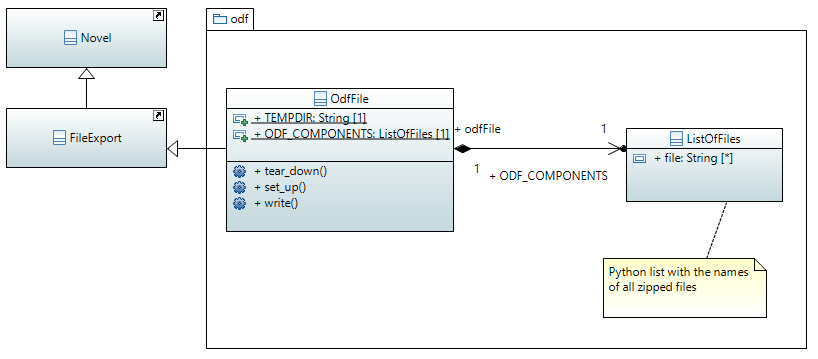 odf
Novel
FileExport
OdfFile
+ TEMPDIR: String [1]
+ ODF_COMPONENTS: ListOfFiles [1]
+ tear_down()
+ set_up()
+ write()
+ odfFile
1
1
+ ODF_COMPONENTS
ListOfFiles
+ file: String [*]
Python list with the names
of all zipped files